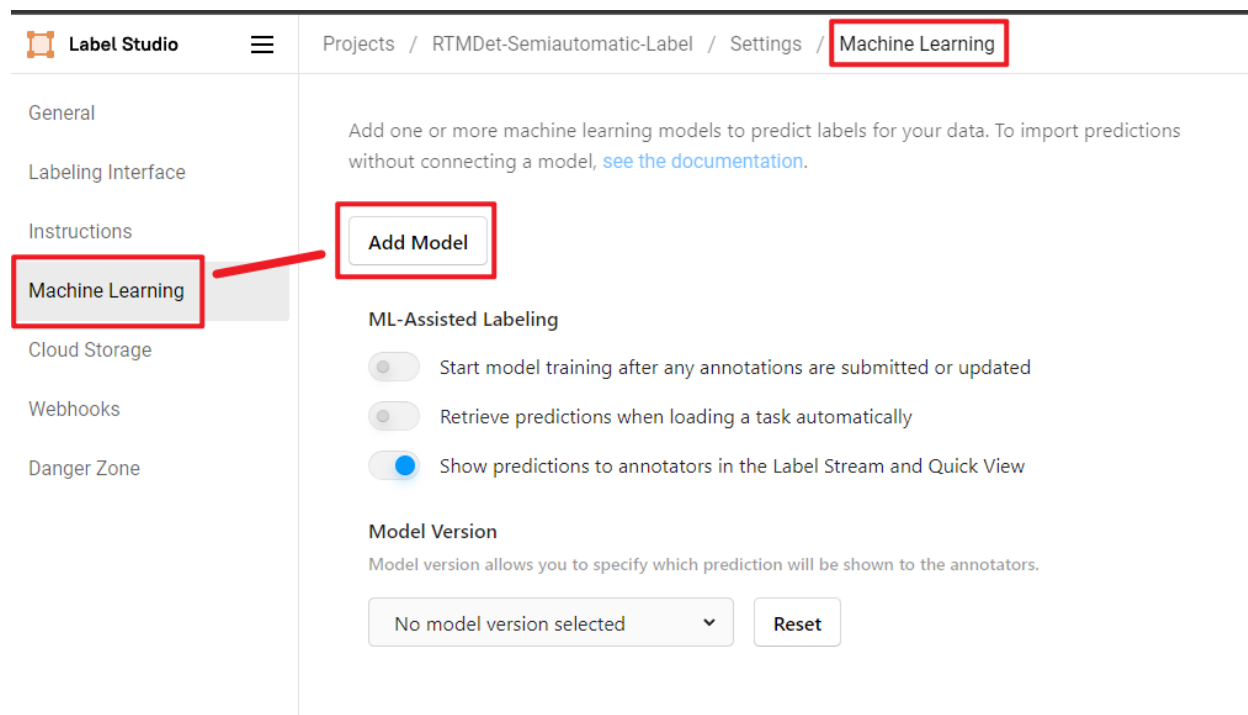 Label Studio
Projects / RTMDet-Semiautomatic-Label / Settings / Machine Learning
General
Labeling Interface
Instructions
Machine Learning
Cloud Storage
Webhooks
Danger Zone
Add one or more machine learning models to predict labels for your data. To import predictions
without connecting a model, see the documentation.
Add Model
ML-Assisted Labeling
Start model training after any annotations are submitted or updated
Retrieve predictions when loading a task automatically
Show predictions to annotators in the Label Stream and Quick View
Model Version
Model version allows you to specify which prediction will be shown to the annotators.
No model version selected
Reset